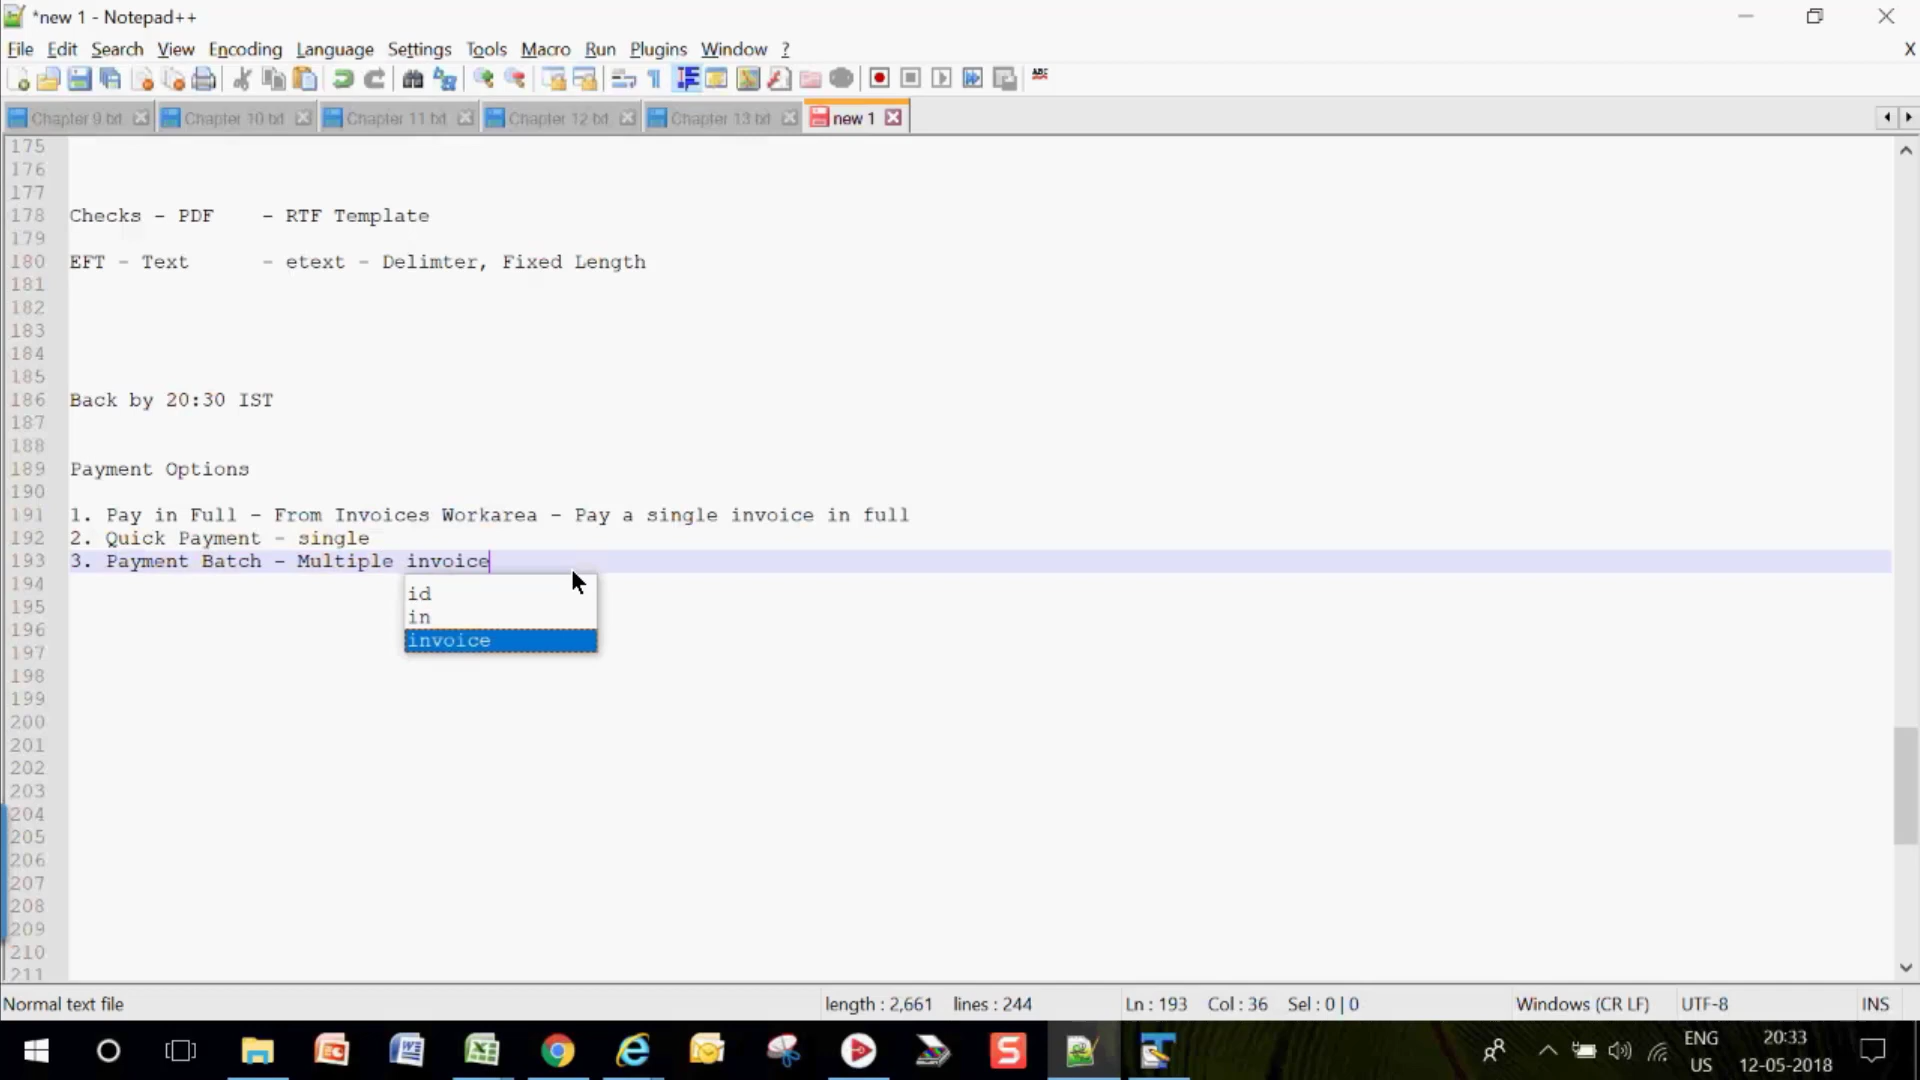 *new 1 - Notepad++
File Edit Search View Encoding Language Settings Tools Macro Run Plugins Window ?
X
Chapter 9.txt Chapter 10.txt Chapter 11.txt Chapter 12.txt Chapter 13.txt new 1
175
176
177
178 Checks - PDF - RTF Template
179
180 EFT - Text - etext - Delimter, Fixed Length
181
182
183
184
185
186 Back by 20:30 IST
187
188
189 Payment Options
190
191 1. Pay in Full - From Invoices Workarea - Pay a single invoice in full
192 2. Quick Payment - single
193 3. Payment Batch - Multiple invoice
194 id
195 in
196 invoice
197
198
199
200
201
202
203
204
205
206
207
208
209
210
211
Normal text file length : 2,661 lines : 244 Ln : 193 Col : 36 Sel : 0 | 0 Windows (CR LF) UTF-8 INS
ENG 20:33
US 12-05-2018